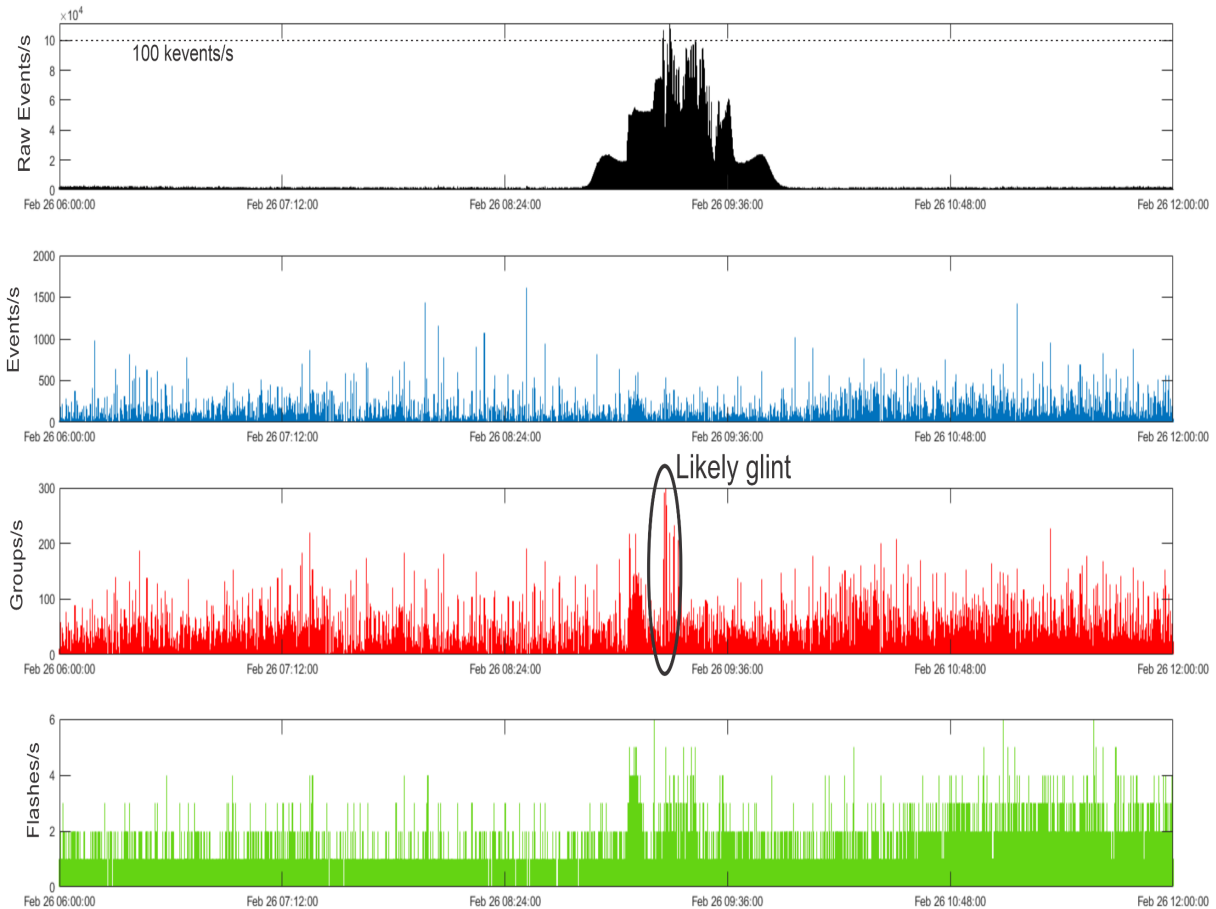 ×10⁴
Raw Events/s
10
8
6
4
2
0
100 kevents/s
Feb 26 06:00:00 Feb 26 07:12:00 Feb 26 08:24:00 Feb 26 09:36:00 Feb 26 10:48:00 Feb 26 12:00:00
Events/s
2000
1500
1000
500
0
Feb 26 06:00:00 Feb 26 07:12:00 Feb 26 08:24:00 Feb 26 09:36:00 Feb 26 10:48:00 Feb 26 12:00:00
Likely glint
Groups/s
300
200
100
0
Feb 26 06:00:00 Feb 26 07:12:00 Feb 26 08:24:00 Feb 26 09:36:00 Feb 26 10:48:00 Feb 26 12:00:00
Flashes/s
6
4
2
0
Feb 26 06:00:00 Feb 26 07:12:00 Feb 26 08:24:00 Feb 26 09:36:00 Feb 26 10:48:00 Feb 26 12:00:00